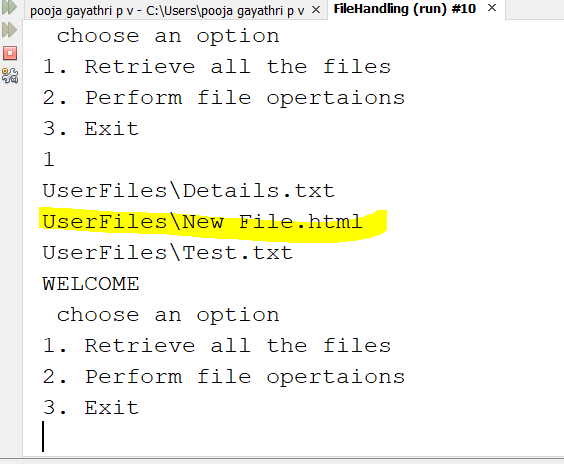 pooja gayathri p v - C:\Users\pooja gayathri p v
FileHandling (run) #10
choose an option
1. Retrieve all the files
2. Perform file opertaions
3. Exit
1
UserFiles\Details.txt
UserFiles\New File.html
UserFiles\Test.txt
WELCOME
choose an option
1. Retrieve all the files
2. Perform file opertaions
3. Exit